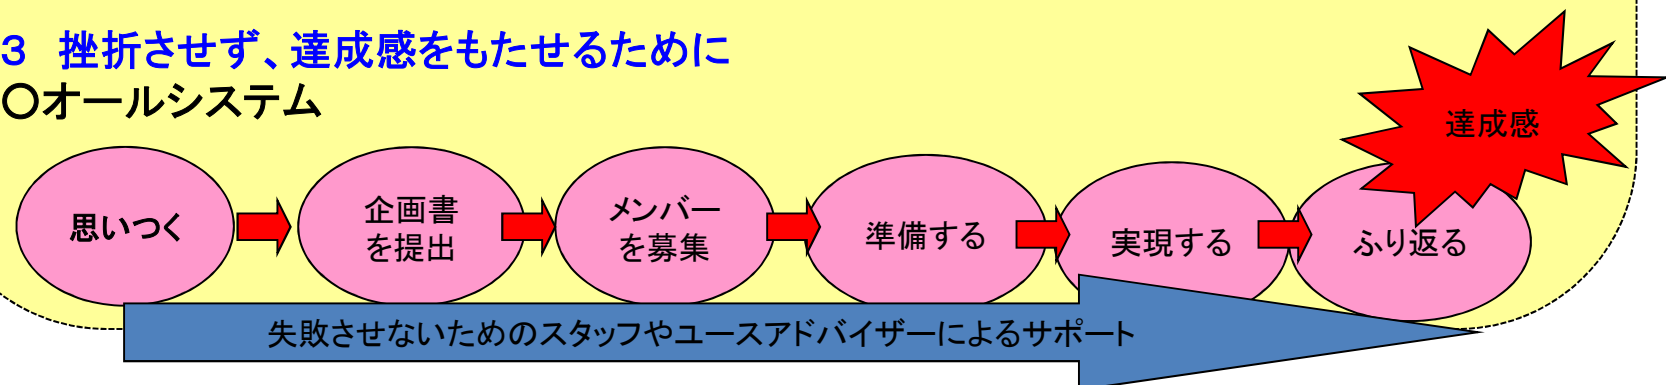 ３　挫折させず、達成感をもたせるために
〇オールシステム
達成感
思いつく
企画書
を提出
メンバー
を募集
準備する
実現する
ふり返る
失敗させないためのスタッフやユースアドバイザーによるサポート